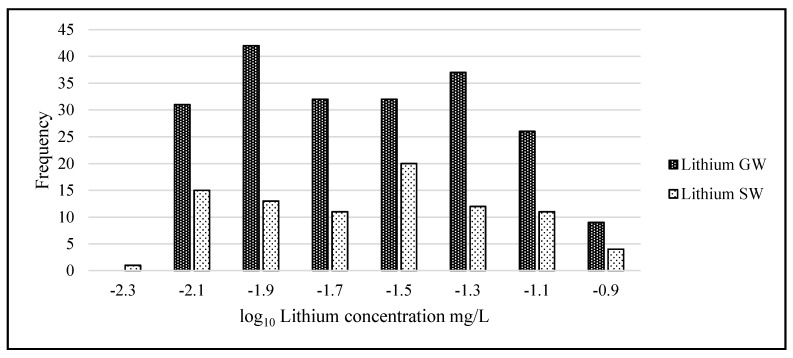 45
40
35
30
25
20
15
10
5
0
Frequency
-2.3 -2.1 -1.9 -1.7 -1.5 -1.3 -1.1 -0.9
log₁₀ Lithium concentration mg/L
Lithium GW
Lithium SW